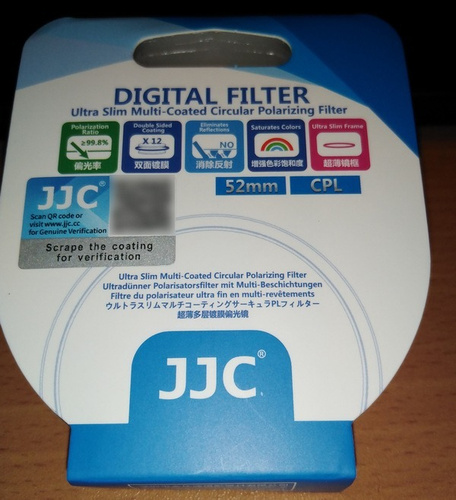 DIGITAL FILTER
Ultra Slim Multi-Coated Circular Polarizing Filter
Polarization Ratio
≥99.8%
偏光率
Double Sided Coating
X 12
双面镀膜
Eliminates Reflections
NO
消除反射
Saturates Colors
增强色彩饱和度
Ultra Slim Frame
超薄镜框
52mm
CPL
JJC®
Scan QR code or
visit www.jjc.cc
for Genuine Verification
Scrape the coating
for verification
Ultra Slim Multi-Coated Circular Polarizing Filter
Ultradünner Polarisatorsfilter mit Multi-Beschichtungen
Filtre du polarisateur ultra fin en multi-revêtements
ウルトラスリムマルチコーティングサーキュラPLフィルター
超薄多层镀膜偏光镜
JJC®